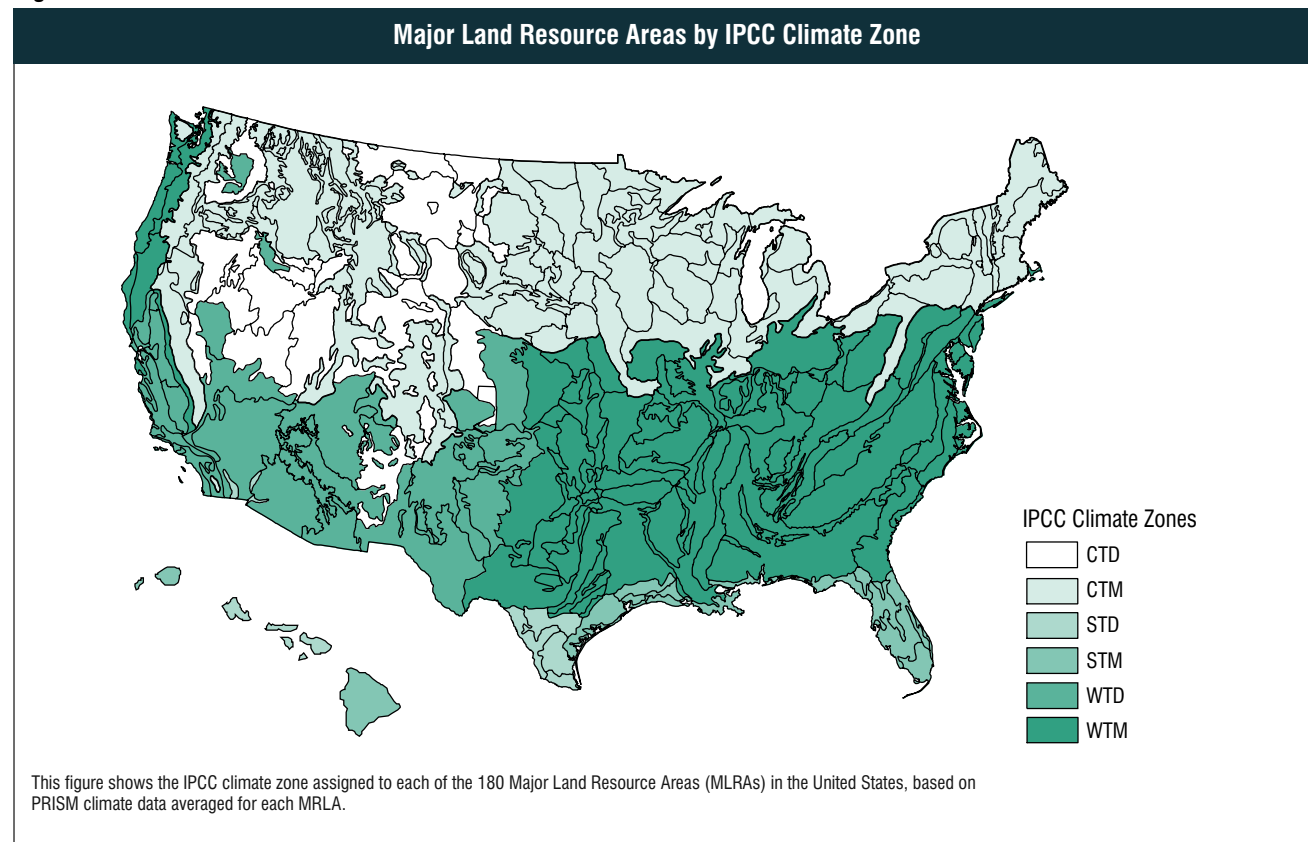 Major Land Resource Areas by IPCC Climate Zone
IPCC Climate Zones
CTD
CTM
STD
STM
WTD
WTM
This figure shows the IPCC climate zone assigned to each of the 180 Major Land Resource Areas (MLRAs) in the United States, based on
PRISM climate data averaged for each MRLA.